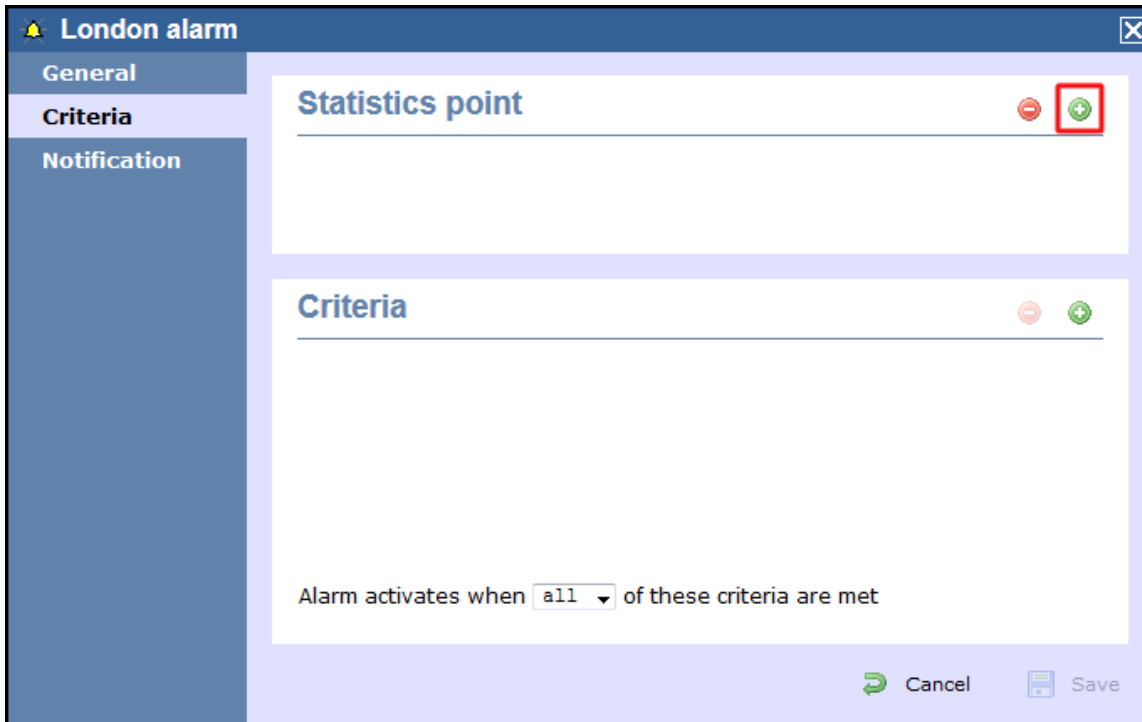 London alarm
General
Criteria
Notification
Statistics point
Criteria
Alarm activates when all of these criteria are met
Cancel
Save